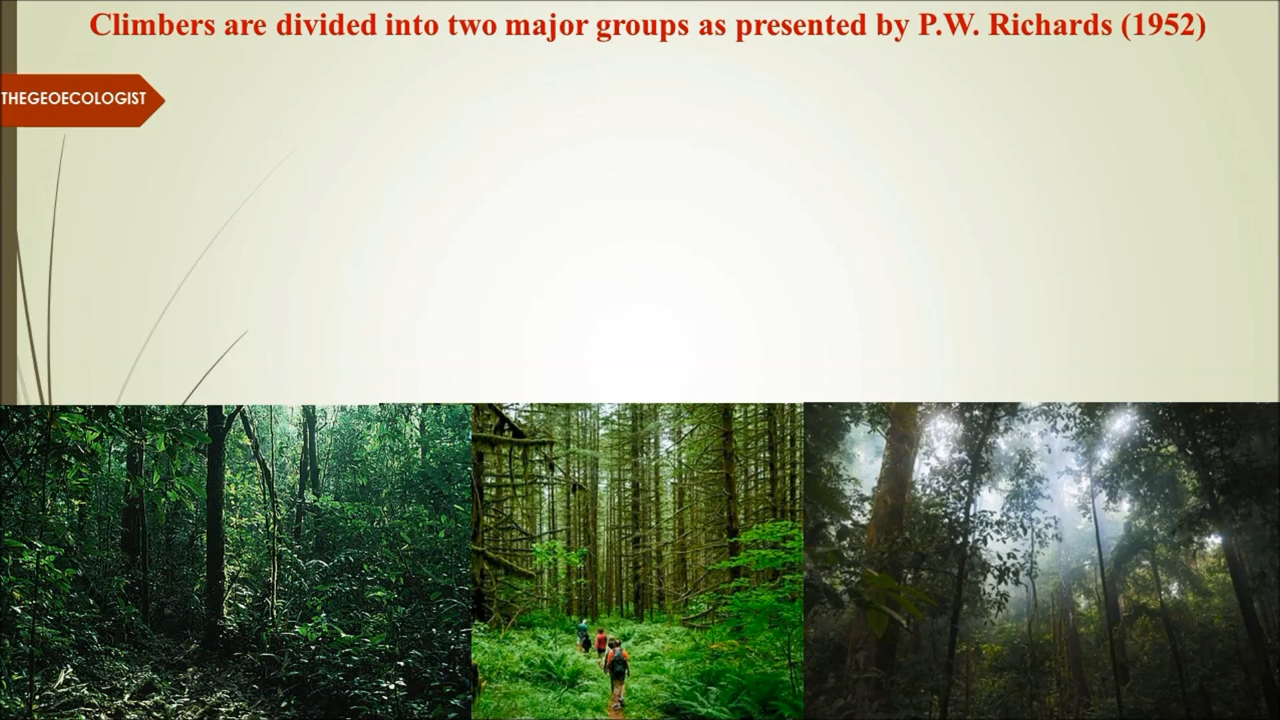 Climbers are divided into two major groups as presented by P.W. Richards (1952)
THEGEOECOLOGIST